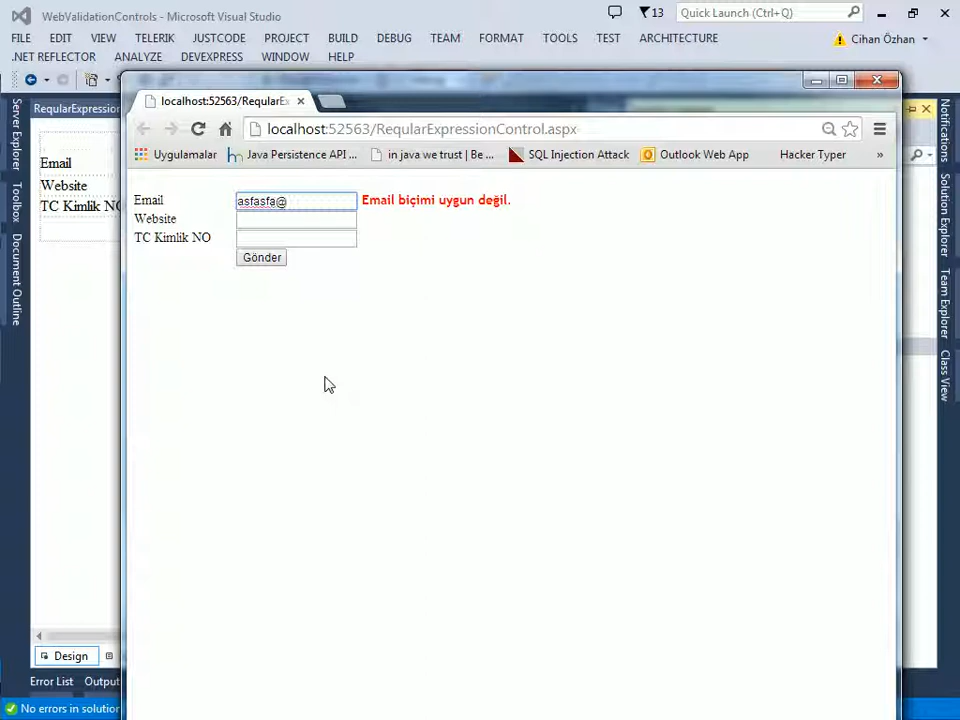 WebValidationControls - Microsoft Visual Studio
13
Quick Launch (Ctrl+Q)
FILE EDIT VIEW TELERIK JUSTCODE PROJECT BUILD DEBUG TEAM FORMAT TOOLS TEST ARCHITECTURE
Cihan Özhan
.NET REFLECTOR ANALYZE DEVEXPRESS WINDOW HELP
localhost:52563/ReqularEx
ReqularExpression
localhost:52563/ReqularExpressionControl.aspx
Uygulamalar
Java Persistence API ...
in java we trust | Be ...
SQL Injection Attack
Outlook Web App
Hacker Typer
»
Server Explorer
Toolbox
Document Outline
Email
Website
TC Kimlik NO
Email asfasfa@ Email biçimi uygun değil.
Website
TC Kimlik NO
Gönder
Notifications
Solution Explorer
Team Explorer
Class View
Design
Error List Output
No errors in solution